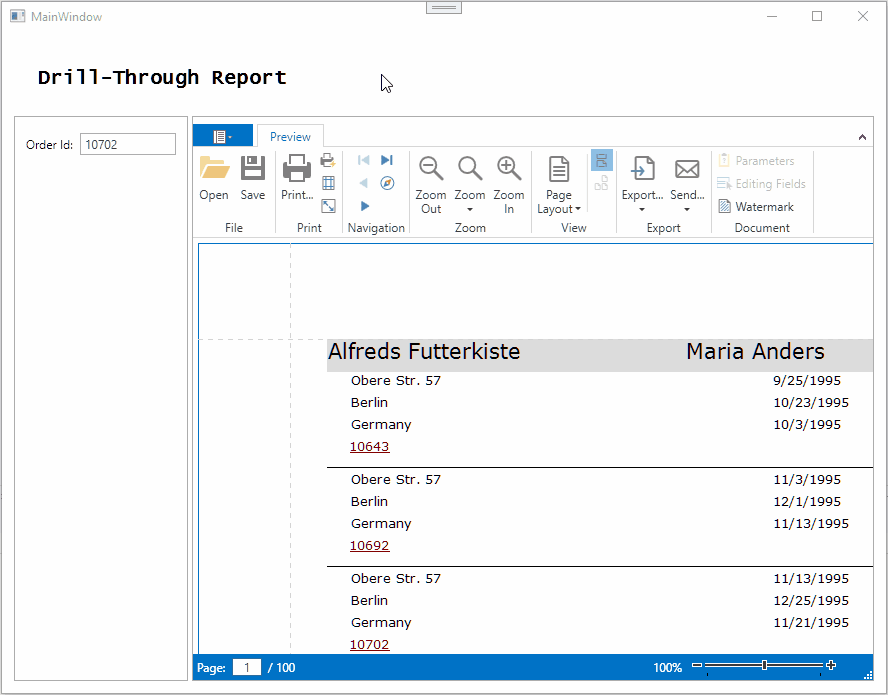 MainWindow
Drill-Through Report
Order Id: 10702
Preview
Open Save
File
Print...
Print
Navigation
Zoom Out Zoom Zoom In
Zoom
Page Layout
View
Export... Send...
Export
Parameters
Editing Fields
Watermark
Document
Alfreds Futterkiste Maria Anders
Obere Str. 57 9/25/1995
Berlin 10/23/1995
Germany 10/3/1995
10643
Obere Str. 57 11/3/1995
Berlin 12/1/1995
Germany 11/13/1995
10692
Obere Str. 57 11/13/1995
Berlin 12/25/1995
Germany 11/21/1995
10702
Page: 1 / 100 100%